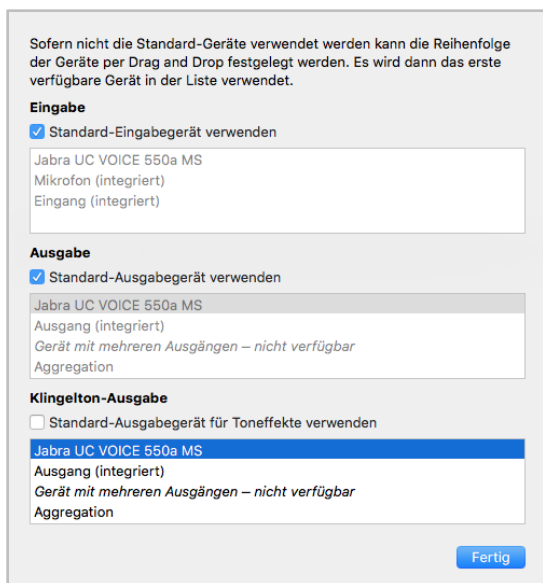 Sofern nicht die Standard-Geräte verwendet werden kann die Reihenfolge
der Geräte per Drag and Drop festgelegt werden. Es wird dann das erste
verfügbare Gerät in der Liste verwendet.
Eingabe
Standard-Eingabegerät verwenden
Jabra UC VOICE 550a MS
Mikrofon (integriert)
Eingang (integriert)
Ausgabe
Standard-Ausgabegerät verwenden
Jabra UC VOICE 550a MS
Ausgang (integriert)
Gerät mit mehreren Ausgängen – nicht verfügbar
Aggregation
Klingelton-Ausgabe
Standard-Ausgabegerät für Toneffekte verwenden
Jabra UC VOICE 550a MS
Ausgang (integriert)
Gerät mit mehreren Ausgängen – nicht verfügbar
Aggregation
Fertig